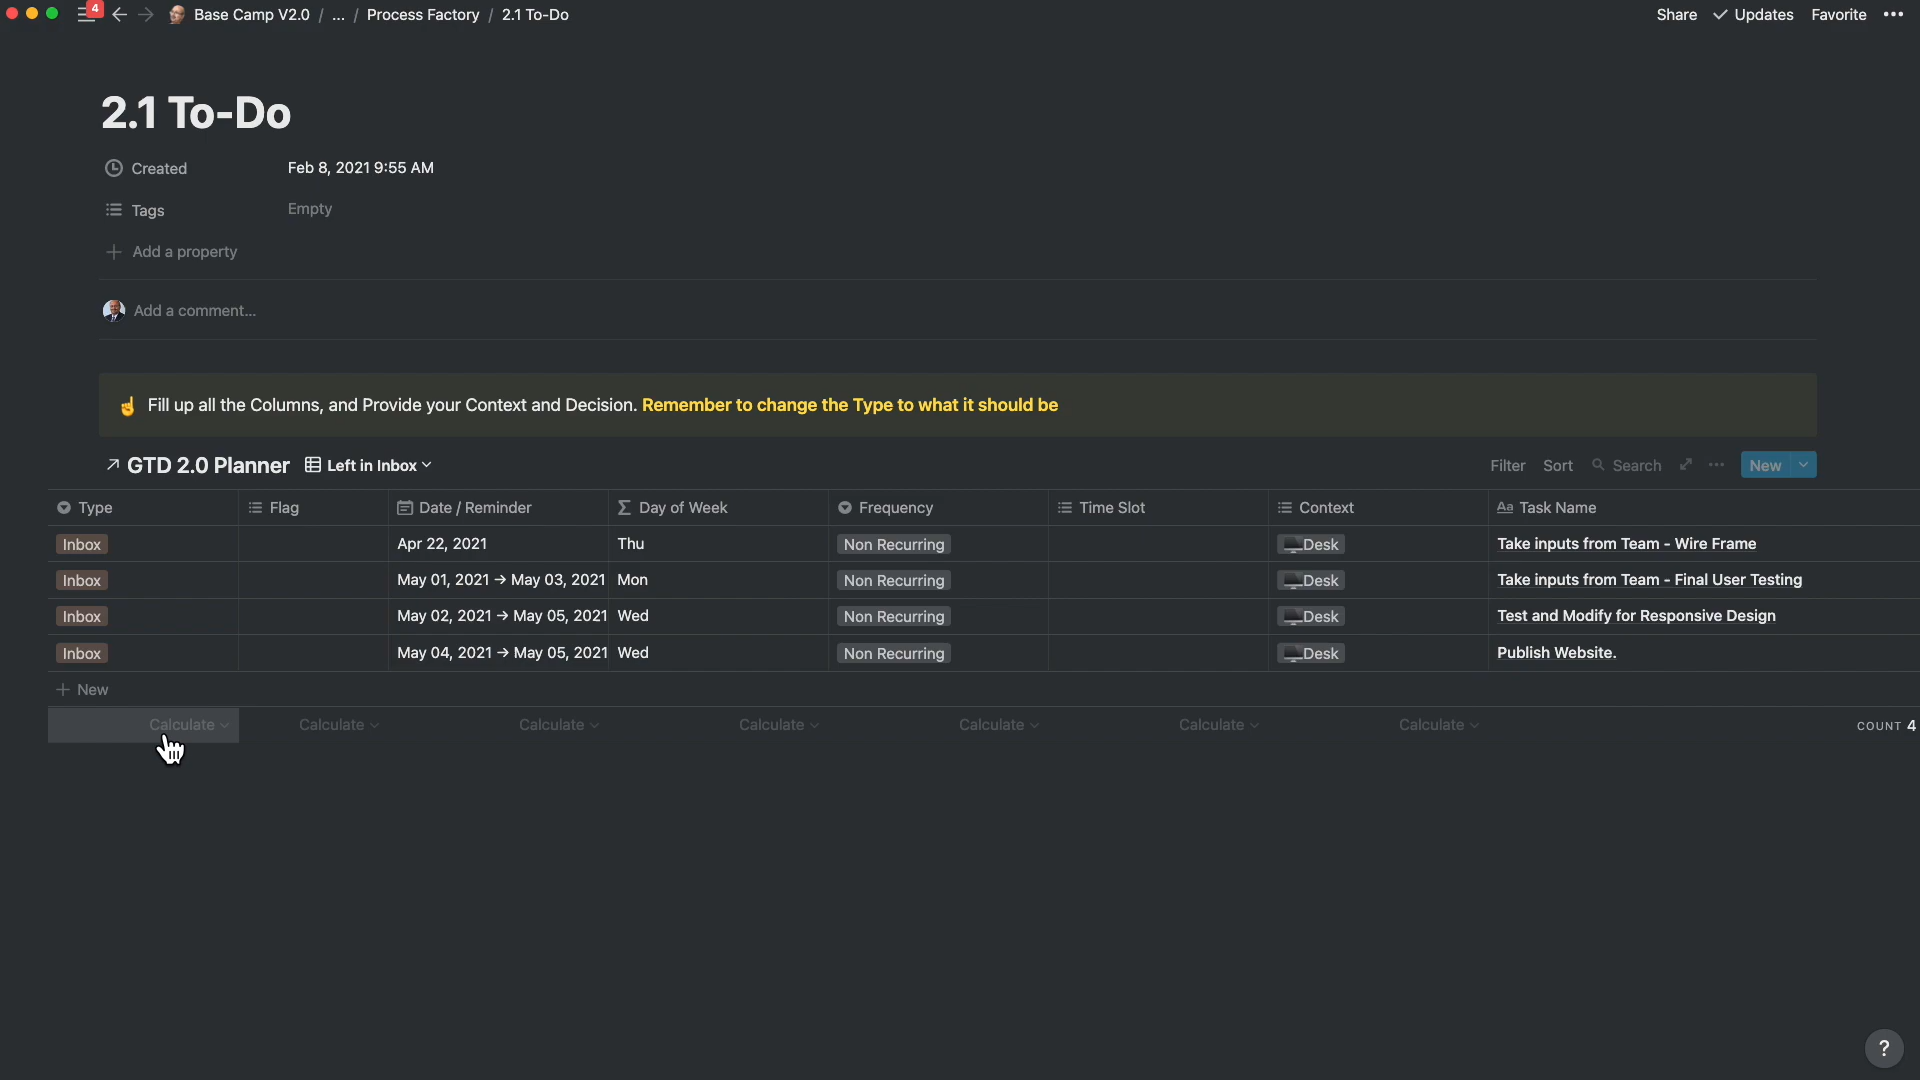 4 Base Camp V2.0 / ... / Process Factory / 2.1 To-Do Share Updates Favorite
2.1 To-Do
Created Feb 8, 2021 9:55 AM
Tags Empty
Add a property
Add a comment...
☝ Fill up all the Columns, and Provide your Context and Decision. Remember to change the Type to what it should be
GTD 2.0 Planner Left in Inbox Filter Sort Search New
Type Flag Date / Reminder Day of Week Frequency Time Slot Context Aa Task Name
Inbox Apr 22, 2021 Thu Non Recurring Desk Take inputs from Team - Wire Frame
Inbox May 01, 2021 → May 03, 2021 Mon Non Recurring Desk Take inputs from Team - Final User Testing
Inbox May 02, 2021 → May 05, 2021 Wed Non Recurring Desk Test and Modify for Responsive Design
Inbox May 04, 2021 → May 05, 2021 Wed Non Recurring Desk Publish Website.
+ New
Calculate Calculate Calculate Calculate Calculate Calculate Calculate COUNT 4
?